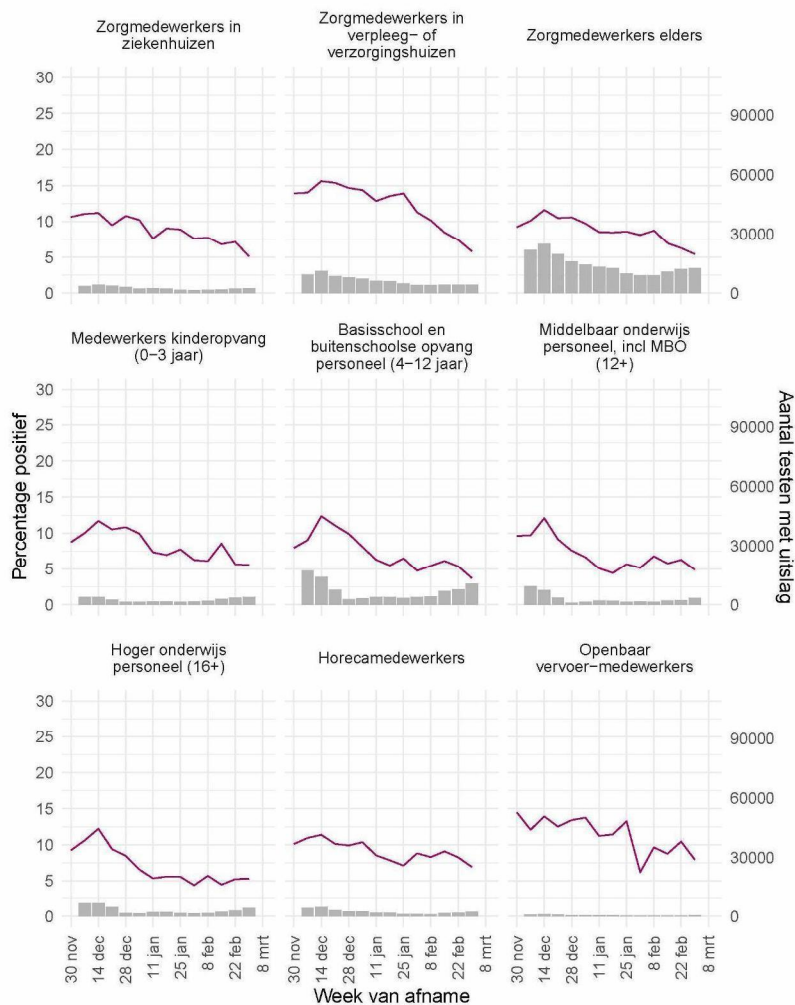 Zorgmedewerkers in
ziekenhuizen
Zorgmedewerkers in
verpleeg− of
verzorgingshuizen
Zorgmedewerkers elders
30
25
20
15
10
5
0
90000
60000
30000
0
Medewerkers kinderopvang
(0−3 jaar)
Basisschool en
buitenschoolse opvang
personeel (4−12 jaar)
Middelbaar onderwijs
personeel, incl MBO
(12+)
Percentage positief
30
25
20
15
10
5
0
90000
60000
30000
0
Aantal testen met uitslag
Hoger onderwijs
personeel (16+)
Horecamedewerkers
Openbaar
vervoer−medewerkers
30
25
20
15
10
5
0
90000
60000
30000
0
30 nov
14 dec
28 dec
11 jan
25 jan
8 feb
22 feb
8 mrt
30 nov
14 dec
28 dec
11 jan
25 jan
8 feb
22 feb
8 mrt
30 nov
14 dec
28 dec
11 jan
25 jan
8 feb
22 feb
8 mrt
Week van afname